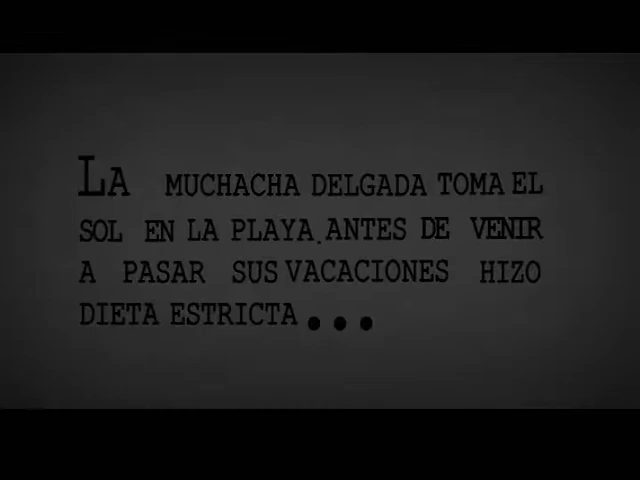 LA MUCHACHA DELGADA TOMA EL
SOL EN LA PLAYA. ANTES DE VENIR
A PASAR SUS VACACIONES HIZO
DIETA ESTRICTA...